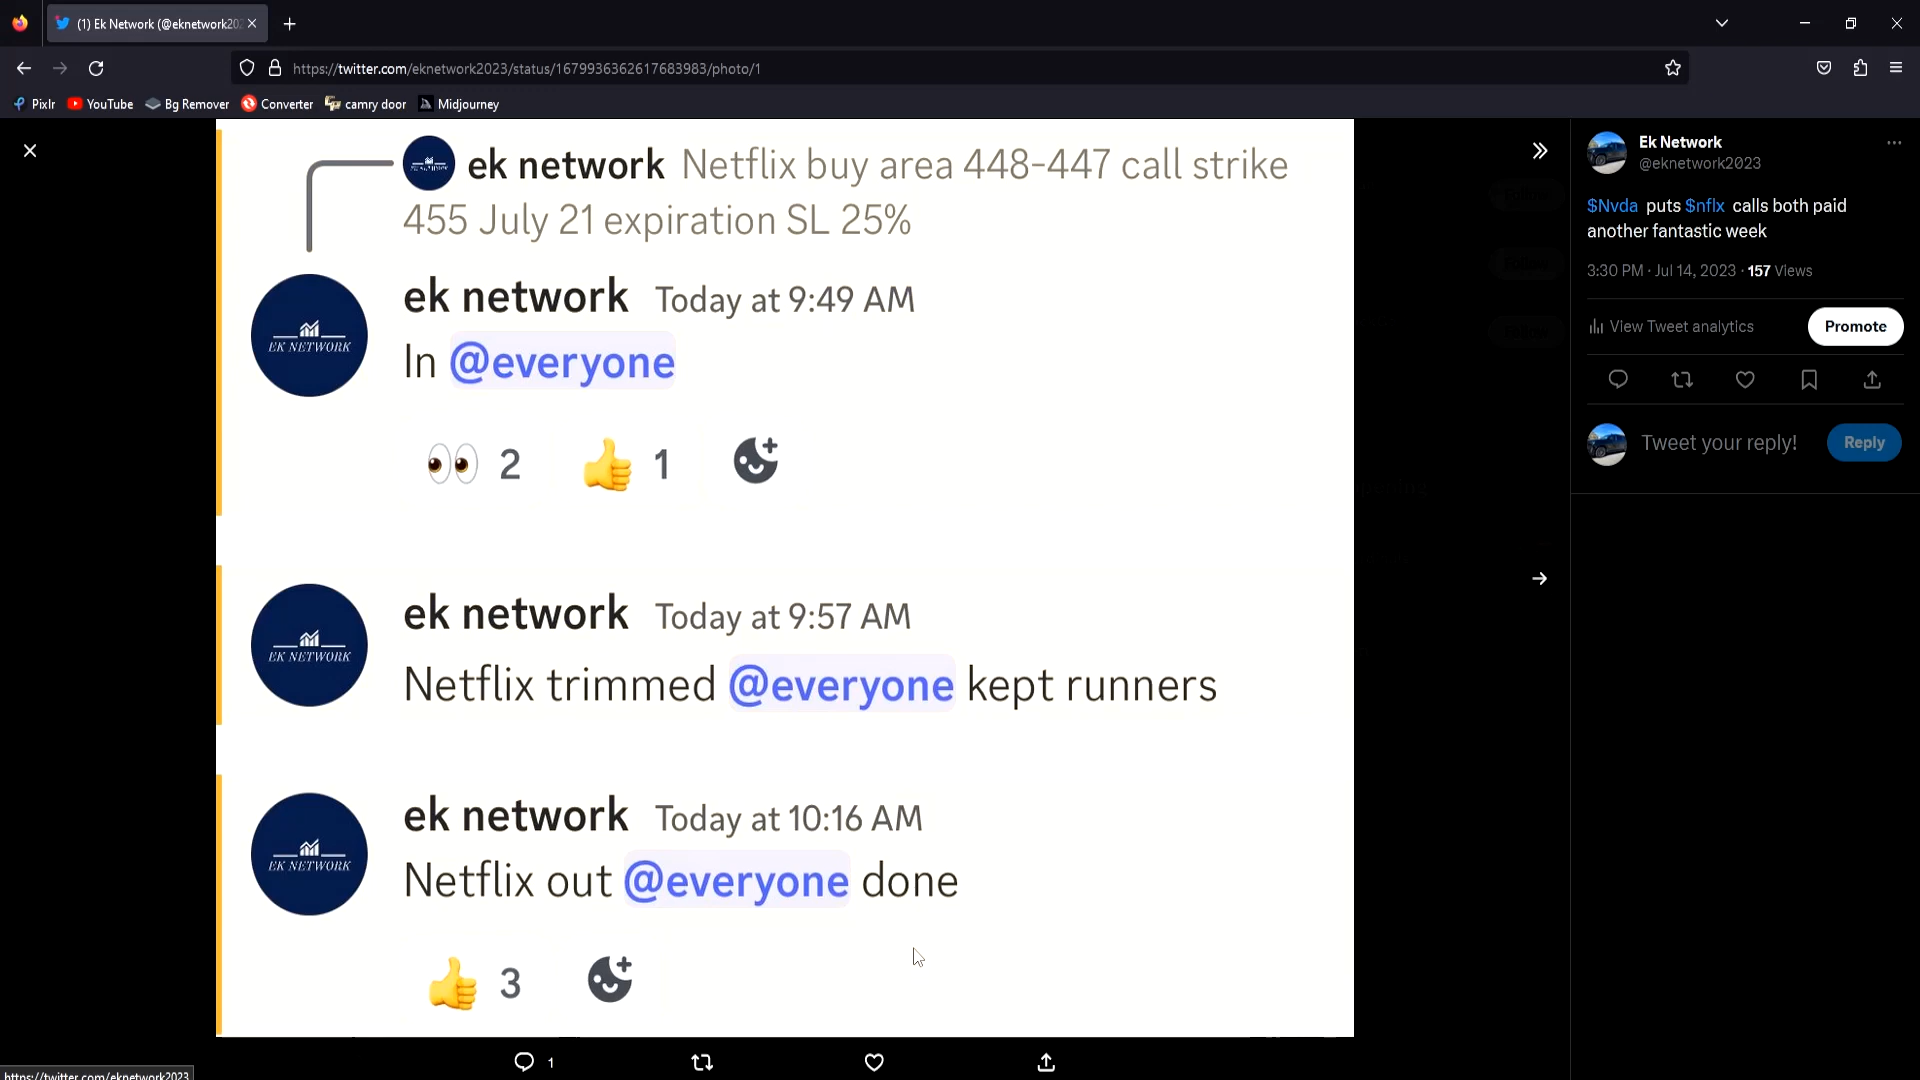 (1) Ek Network (@eknetwork202
https://twitter.com/eknetwork2023/status/1679936362617683983/photo/1
Pixlr YouTube Bg Remover Converter camry door Midjourney
ek network Netflix buy area 448-447 call strike
455 July 21 expiration SL 25%
EK NETWORK
ek network Today at 9:49 AM
In @everyone
2 1
EK NETWORK
ek network Today at 9:57 AM
Netflix trimmed @everyone kept runners
EK NETWORK
ek network Today at 10:16 AM
Netflix out @everyone done
3
1
https://twitter.com/eknetwork2023
Ek Network
@eknetwork2023
$Nvda puts $nflx calls both paid
another fantastic week
3:30 PM · Jul 14, 2023 · 157 Views
View Tweet analytics Promote
Tweet your reply! Reply